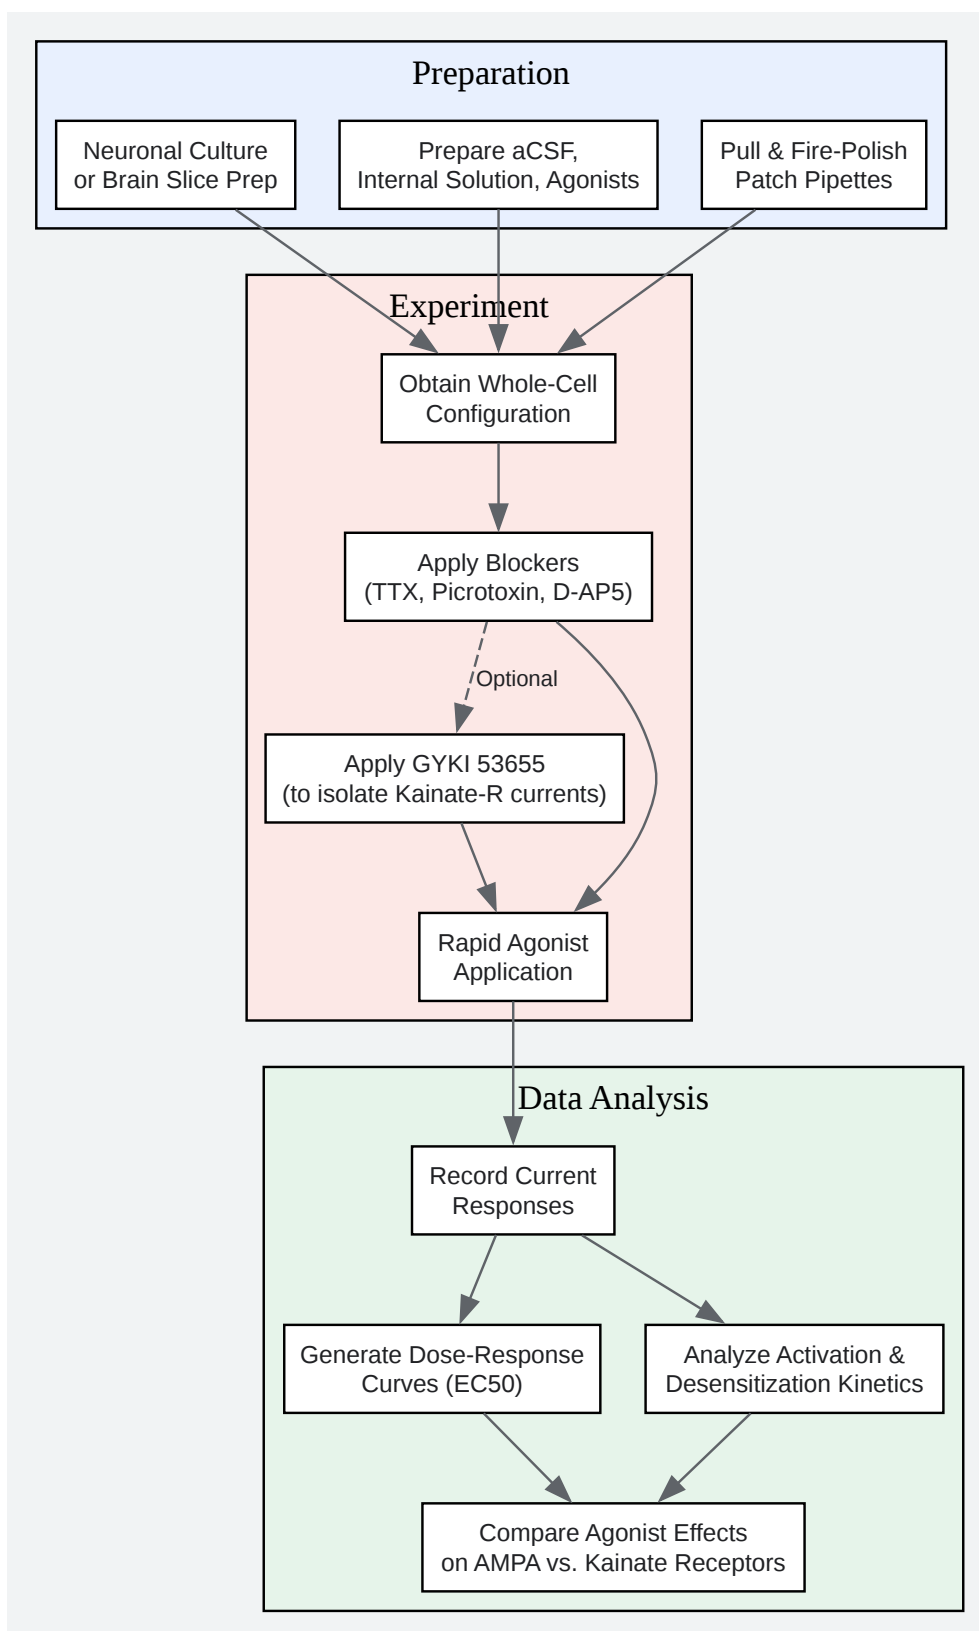 Preparation
Neuronal Culture
or Brain Slice Prep
Prepare aCSF,
Internal Solution, Agonists
Pull & Fire-Polish
Patch Pipettes
Experiment
Obtain Whole-Cell
Configuration
Apply Blockers
(TTX, Picrotoxin, D-AP5)
Optional
Apply GYKI 53655
(to isolate Kainate-R currents)
Rapid Agonist
Application
Data Analysis
Record Current
Responses
Generate Dose-Response
Curves (EC50)
Analyze Activation &
Desensitization Kinetics
Compare Agonist Effects
on AMPA vs. Kainate Receptors